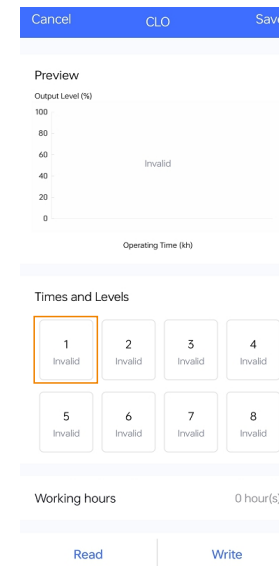 Cancel CLO Save
Preview
Output Level (%)
100
80
60
Invalid
40
20
0
Operating Time (kh)
Times and Levels
1 2 3 4
Invalid Invalid Invalid Invalid
5 6 7 8
Invalid Invalid Invalid Invalid
Working hours 0 hour(s)
Read Write